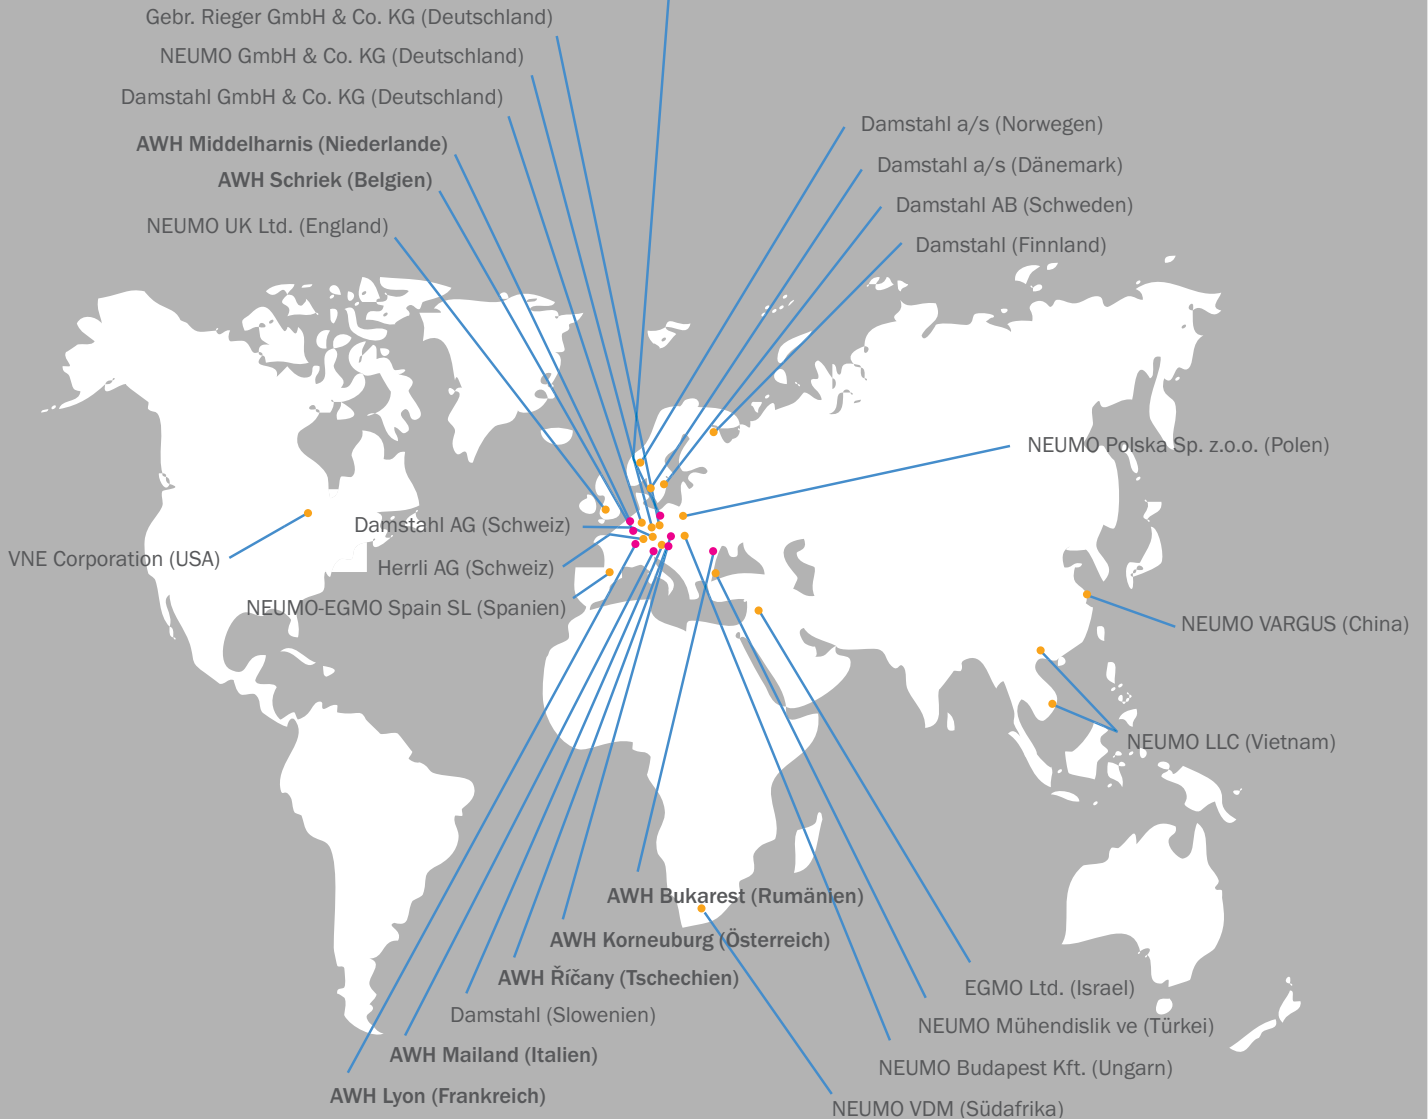 Gebr. Rieger GmbH & Co. KG (Deutschland)
NEUMO GmbH & Co. KG (Deutschland)
Damstahl GmbH & Co. KG (Deutschland)
AWH Middelharnis (Niederlande)
AWH Schriek (Belgien)
NEUMO UK Ltd. (England)
Damstahl a/s (Norwegen)
Damstahl a/s (Dänemark)
Damstahl AB (Schweden)
Damstahl (Finnland)
NEUMO Polska Sp. z.o.o. (Polen)
Damstahl AG (Schweiz)
VNE Corporation (USA)
Herrli AG (Schweiz)
NEUMO-EGMO Spain SL (Spanien)
NEUMO VARGUS (China)
NEUMO LLC (Vietnam)
AWH Bukarest (Rumänien)
AWH Korneuburg (Österreich)
AWH Říčany (Tschechien)
Damstahl (Slowenien)
AWH Mailand (Italien)
AWH Lyon (Frankreich)
EGMO Ltd. (Israel)
NEUMO Mühendislik ve (Türkei)
NEUMO Budapest Kft. (Ungarn)
NEUMO VDM (Südafrika)